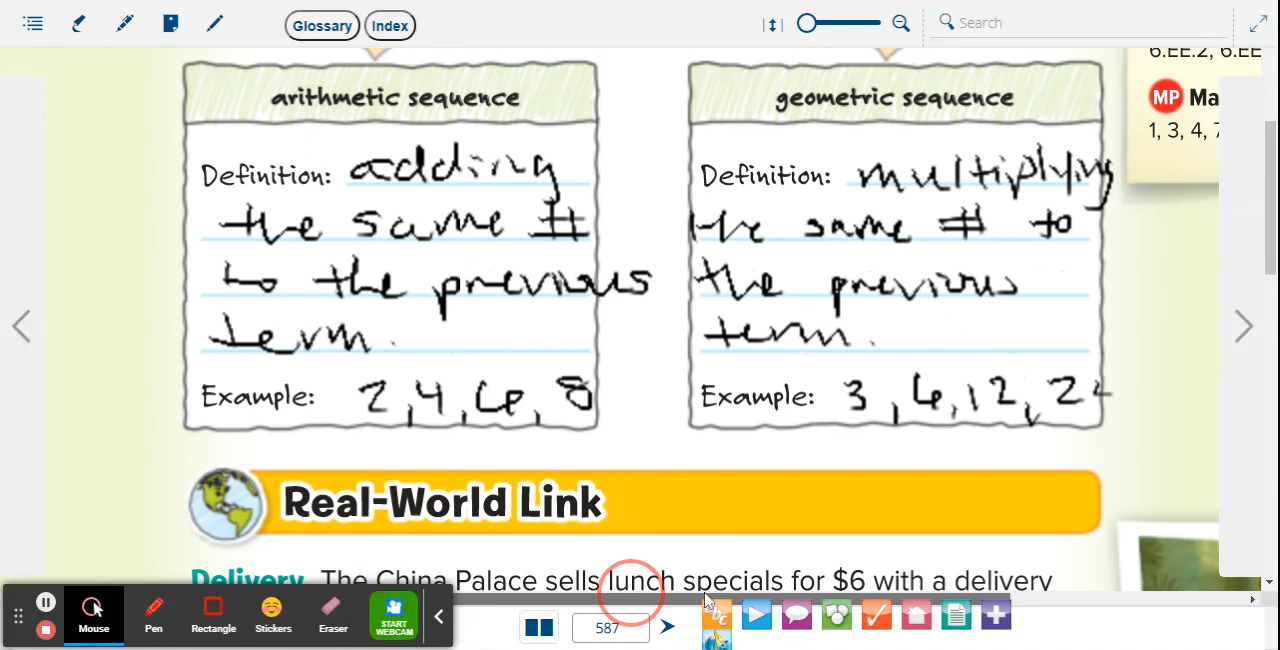 Glossary Index
Search
6.EE.2, 6.EE
MP Ma
1, 3, 4, 7
arithmetic sequence
Definition: adding
the same #
to the previous
term.
Example: 2, 4, 6, 8
geometric sequence
Definition: multiplying
the same # to
the previous
term.
Example: 3, 6, 12, 24
Real-World Link
Delivery The China Palace sells lunch specials for $6 with a delivery
Mouse Pen Rectangle Stickers Eraser START
WEBCAM
587